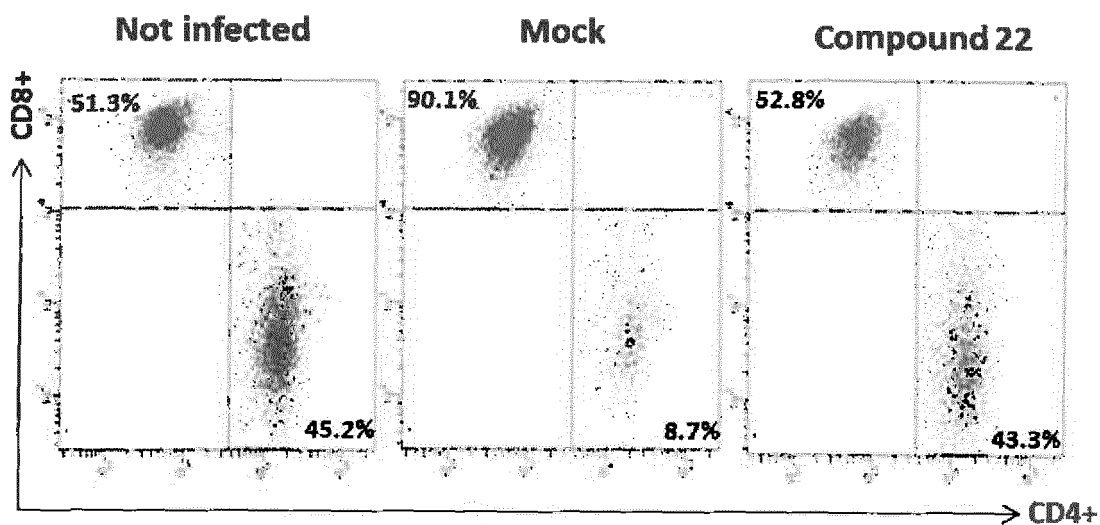 Not infected
Mock
Compound 22
CD8+
51.3%
90.1%
52.8%
45.2%
8.7%
43.3%
CD4+